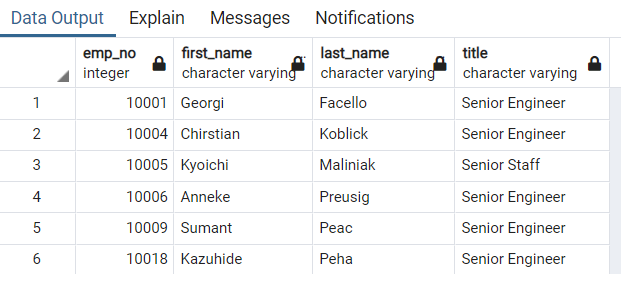 Data Output Explain Messages Notifications
emp_no first_name last_name title
integer character varying character varying character varying
1 10001 Georgi Facello Senior Engineer
2 10004 Chirstian Koblick Senior Engineer
3 10005 Kyoichi Maliniak Senior Staff
4 10006 Anneke Preusig Senior Engineer
5 10009 Sumant Peac Senior Engineer
6 10018 Kazuhide Peha Senior Engineer